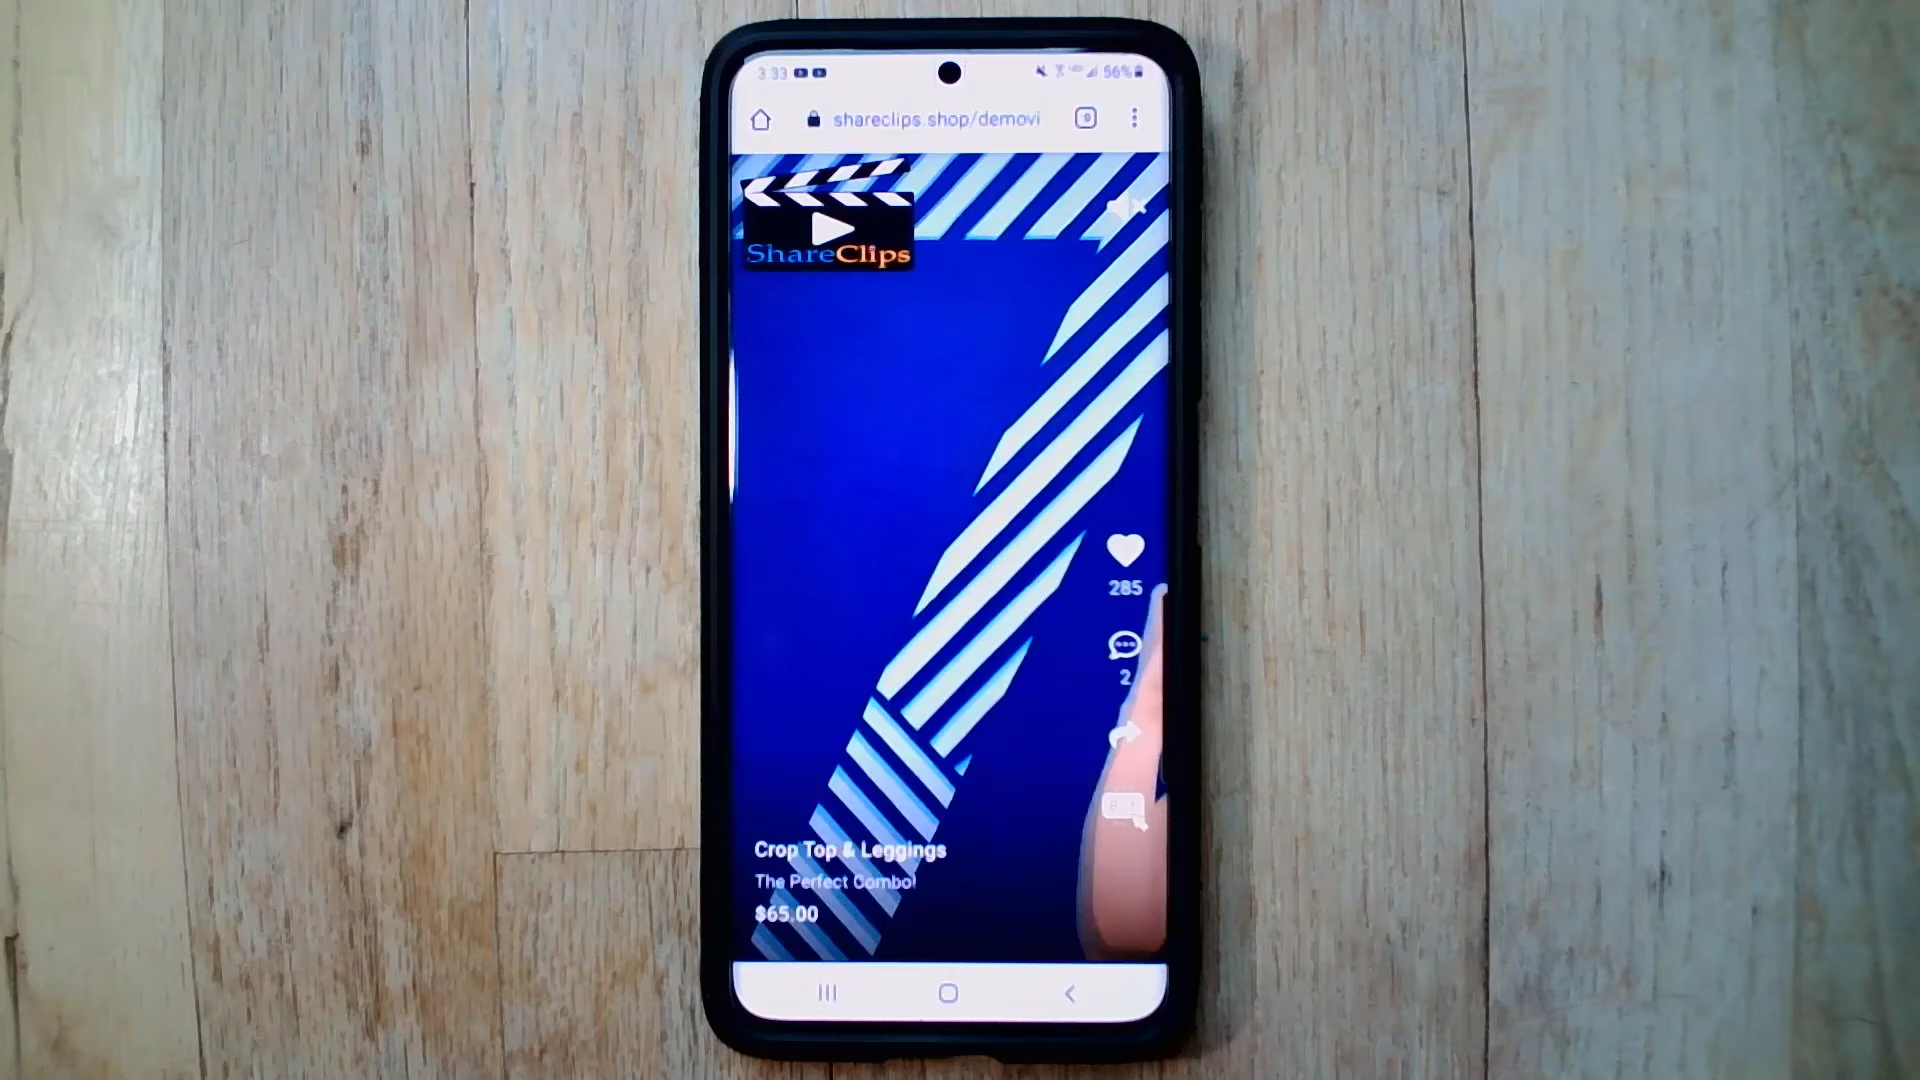 3:33
56%
shareclips.shop/demovi
ShareClips
285
2
Crop Top & Leggings
The Perfect Combo!
$65.00